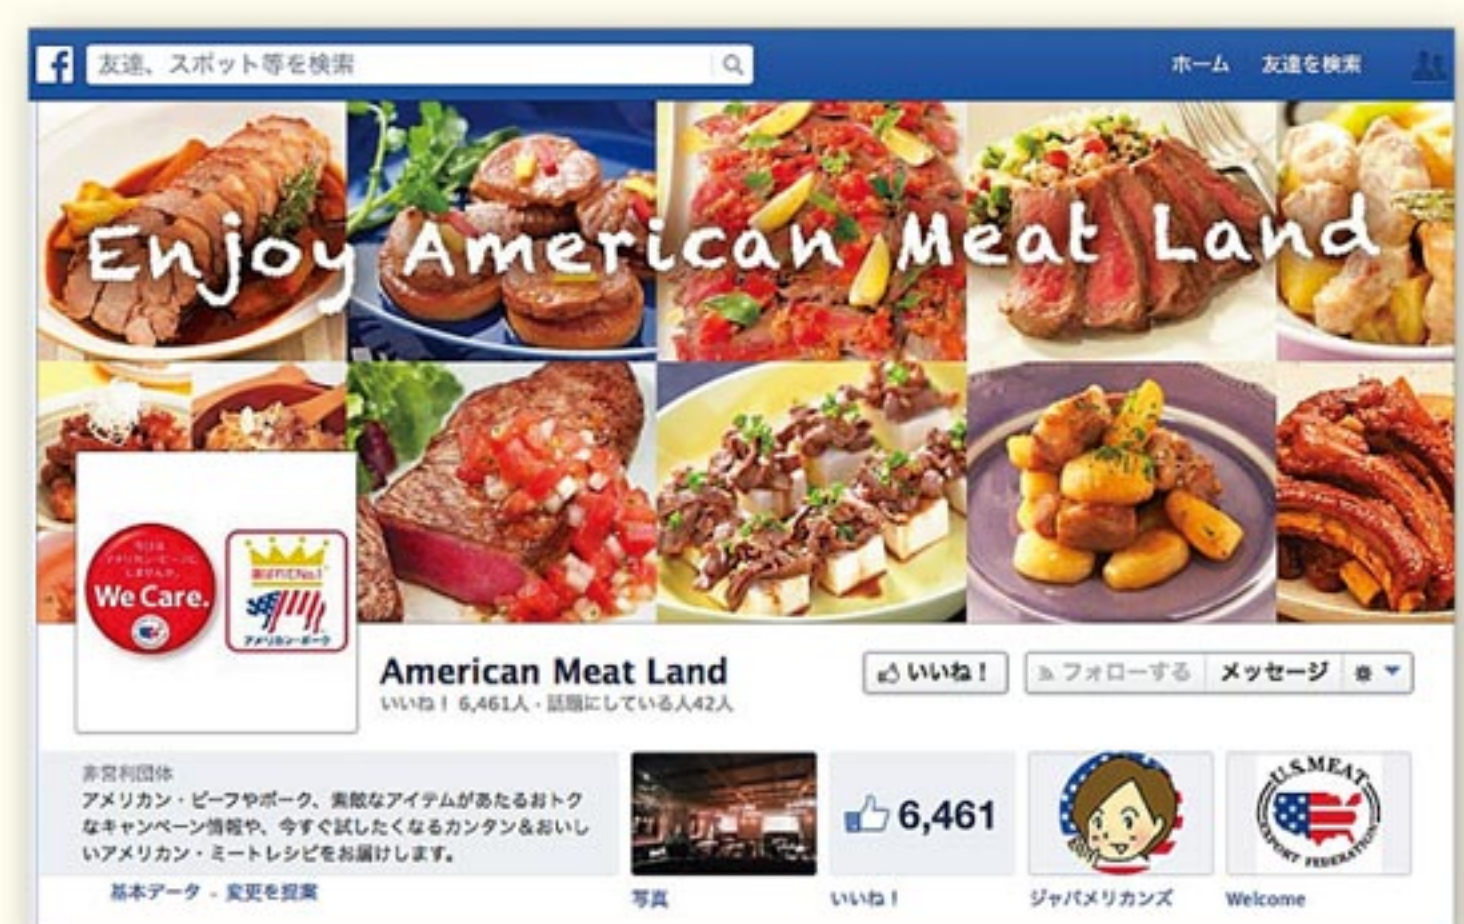 友達、スポット等を検索
ホーム 友達を検索
Enjoy American Meat Land
We Care.
選ばれてNo.1
アメリカン・ポーク
American Meat Land
いいね！ 6,461人 · 話題にしている人42人
いいね！ フォローする メッセージ
非営利団体
アメリカン・ビーフやポーク、素敵なアイテムがあたるおトク
なキャンペーン情報や、今すぐ試したくなるカンタン＆おいし
いアメリカン・ミートレシピをお届けします。
基本データ - 変更を提案
6,461
U.S. MEAT
EXPORT FEDERATION
写真
いいね！
ジャパメリカンズ
Welcome